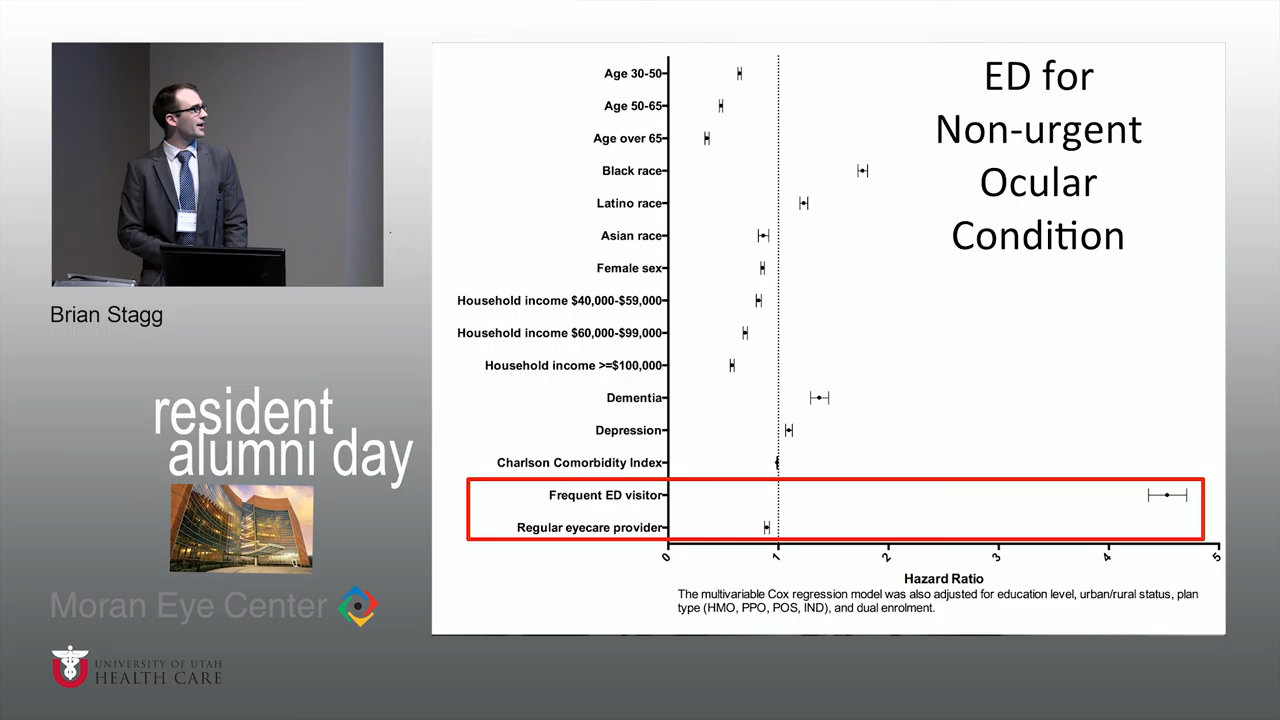 Brian Stagg
resident
alumni day
Moran Eye Center
UNIVERSITY OF UTAH
HEALTH CARE
ED for
Non-urgent
Ocular
Condition
Age 30-50
Age 50-65
Age over 65
Black race
Latino race
Asian race
Female sex
Household income $40,000-$59,000
Household income $60,000-$99,000
Household income >=$100,000
Dementia
Depression
Charlson Comorbidity Index
Frequent ED visitor
Regular eyecare provider
0 1 2 3 4 5
Hazard Ratio
The multivariable Cox regression model was also adjusted for education level, urban/rural status, plan
type (HMO, PPO, POS, IND), and dual enrolment.